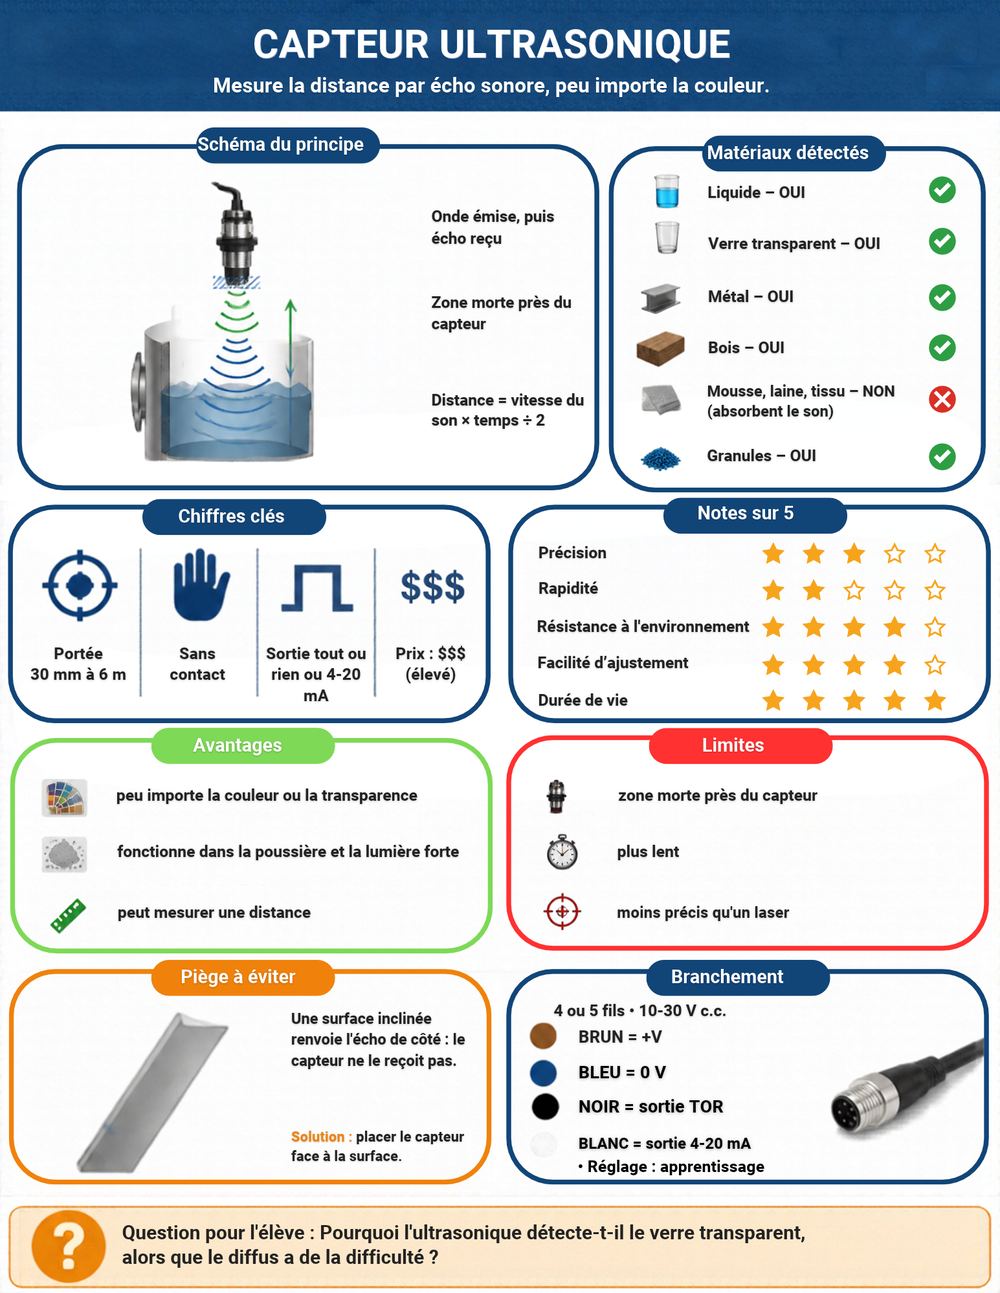 CAPTEUR ULTRASONIQUE
Mesure la distance par écho sonore, peu importe la couleur.
Schéma du principe
Onde émise, puis
écho reçu
Zone morte près du
capteur
Distance = vitesse du
son × temps ÷ 2
Matériaux détectés
Liquide – OUI
Verre transparent – OUI
Métal – OUI
Bois – OUI
Mousse, laine, tissu – NON
(absorbent le son)
Granules – OUI
Chiffres clés
$$$
Portée
30 mm à 6 m
Sans
contact
Sortie tout ou
rien ou 4-20
mA
Prix : $$$
(élevé)
Notes sur 5
Précision
Rapidité
Résistance à l'environnement
Facilité d’ajustement
Durée de vie
Avantages
peu importe la couleur ou la transparence
fonctionne dans la poussière et la lumière forte
peut mesurer une distance
Limites
zone morte près du capteur
plus lent
moins précis qu'un laser
Piège à éviter
Une surface inclinée
renvoie l'écho de côté : le
capteur ne le reçoit pas.
Solution : placer le capteur
face à la surface.
Branchement
4 ou 5 fils • 10-30 V c.c.
BRUN = +V
BLEU = 0 V
NOIR = sortie TOR
BLANC = sortie 4-20 mA
• Réglage : apprentissage
?
Question pour l'élève : Pourquoi l'ultrasonique détecte-t-il le verre transparent,
alors que le diffus a de la difficulté ?